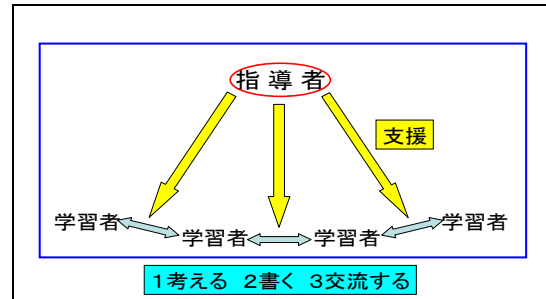 指 導 者
支援
学習者 学習者 学習者 学習者
1考える 2書く 3交流する